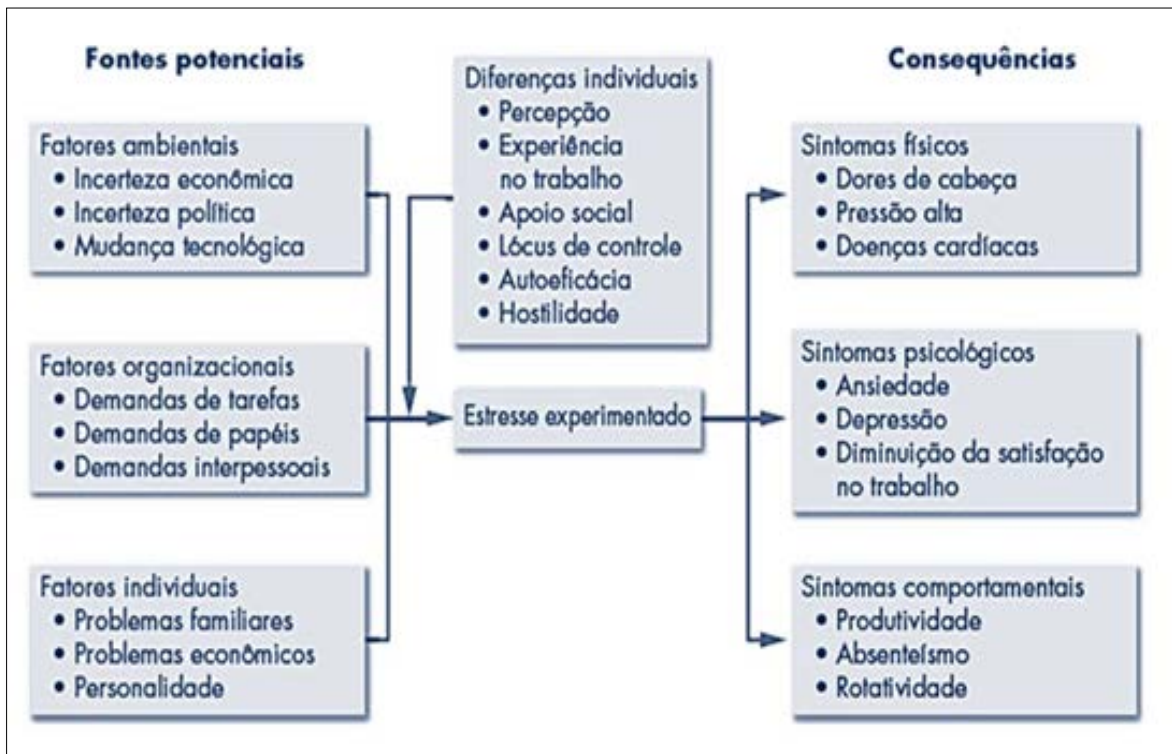 Fontes potenciais
Fatores ambientais
• Incerteza econômica
• Incerteza política
• Mudança tecnológica
Fatores organizacionais
• Demandas de tarefas
• Demandas de papéis
• Demandas interpessoais
Fatores individuais
• Problemas familiares
• Problemas econômicos
• Personalidade
Diferenças individuais
• Percepção
• Experiência
no trabalho
• Apoio social
• Lócus de controle
• Autoeficácia
• Hostilidade
Estresse experimentado
Consequências
Sintomas físicos
• Dores de cabeça
• Pressão alta
• Doenças cardíacas
Sintomas psicológicos
• Ansiedade
• Depressão
• Diminuição da satisfação
no trabalho
Sintomas comportamentais
• Produtividade
• Absenteísmo
• Rotatividade